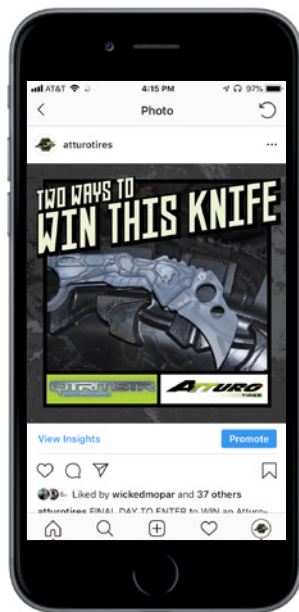 AT&T 4:15 PM 97%
Photo
atturotires
TWO WAYS TO
WIN THIS KNIFE
ATTURO
TIRES
View Insights Promote
Liked by wickedmopar and 37 others
atturotires FINAL DAY TO ENTER to WIN an Atturo-